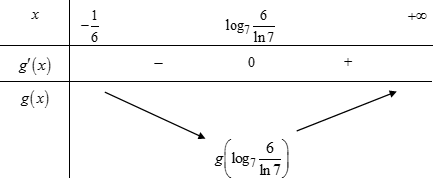 x −1/6 log₇ 6/ln 7 +∞
g′(x) − 0 +
g(x)
g(log₇ 6/ln 7)